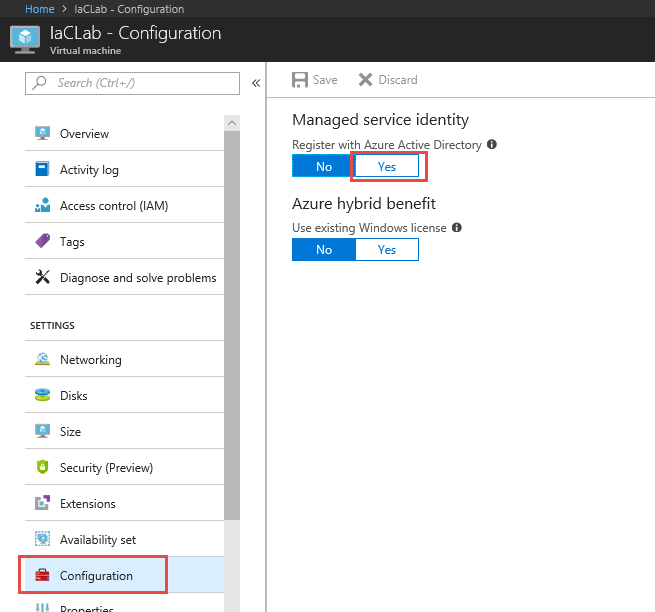 Home > IaCLab - Configuration
IaCLab - Configuration
Virtual machine
Search (Ctrl+/)
«
Overview
Activity log
Access control (IAM)
Tags
Diagnose and solve problems
SETTINGS
Networking
Disks
Size
Security (Preview)
Extensions
Availability set
Configuration
Properties
Save Discard
Managed service identity
Register with Azure Active Directory
No Yes
Azure hybrid benefit
Use existing Windows license
No Yes